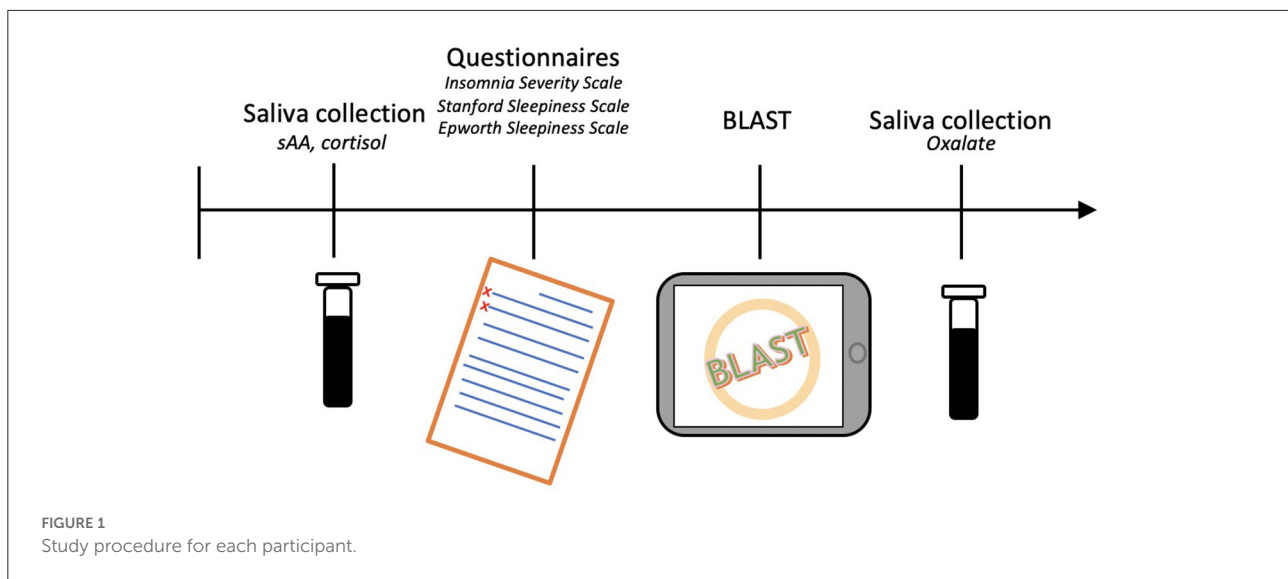 Questionnaires
Insomnia Severity Scale
Stanford Sleepiness Scale
Epworth Sleepiness Scale
Saliva collection
sAA, cortisol
BLAST
Saliva collection
Oxalate
BLAST
FIGURE 1
Study procedure for each participant.